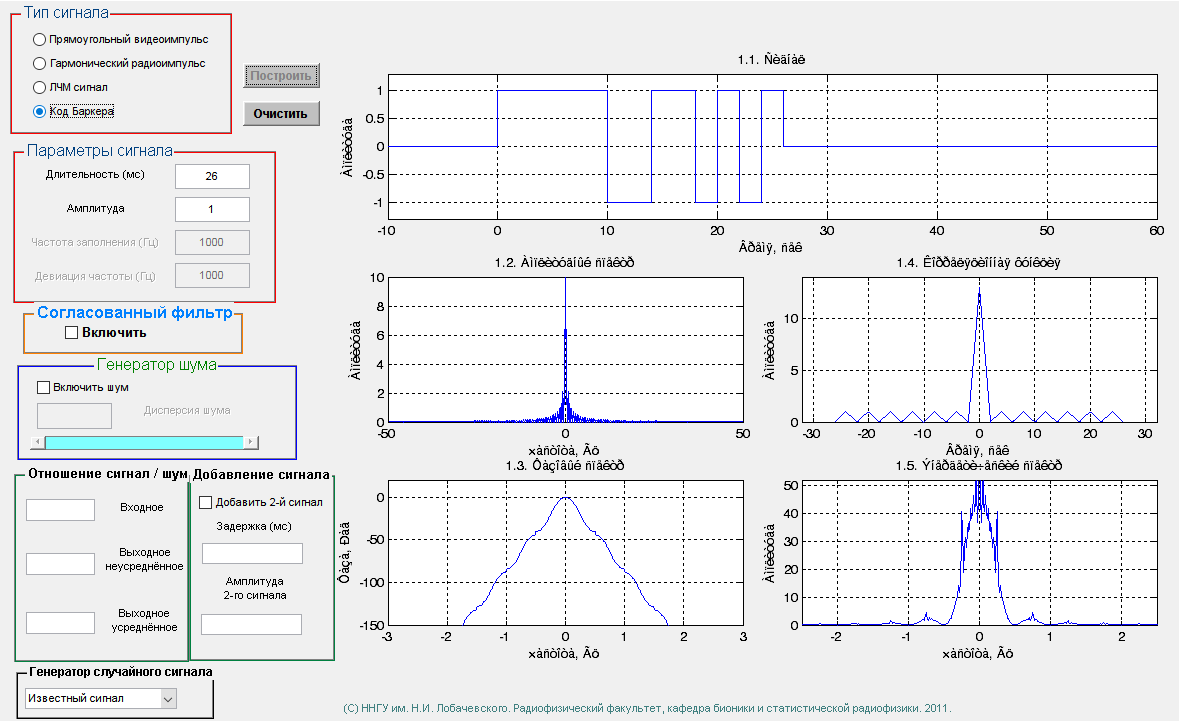 Тип сигнала
Прямоугольный видеоимпульс
Гармонический радиоимпульс
ЛЧМ сигнал
Код Баркера
Построить
Очистить
Параметры сигнала
Длительность (мс)
26
Амплитуда
1
Частота заполнения (Гц)
1000
Девиация частоты (Гц)
1000
Согласованный фильтр
Включить
Генератор шума
Включить шум
Дисперсия шума
Отношение сигнал / шум
Входное
Выходное
неусреднённое
Выходное
усреднённое
Добавление сигнала
Добавить 2-й сигнал
Задержка (мс)
Амплитуда
2-го сигнала
Генератор случайного сигнала
Известный сигнал
1.1. Ñèãíàë
Àìïëèòóäà
1
0.5
0
-0.5
-1
-10 0 10 20 30 40 50 60
Âðåìÿ, ñåê
1.2. Àìïëèòóäíûé ñïåêòð
Àìïëèòóäà
10
8
6
4
2
0
-50 0 50
×àñòîòà, Ãö
1.4. Êîððåëÿöèîííàÿ ôóíêöèÿ
Àìïëèòóäà
10
5
0
-30 -20 -10 0 10 20 30
Âðåìÿ, ñåê
1.3. Ôàçîâûé ñïåêòð
Ôàçà, Ðàä
0
-50
-100
-150
-3 -2 -1 0 1 2 3
×àñòîòà, Ãö
1.5. Ýíåðãåòè÷åñêèé ñïåêòð
Àìïëèòóäà
50
40
30
20
10
0
-2 -1 0 1 2
×àñòîòà, Ãö
(С) ННГУ им. Н.И. Лобачевского. Радиофизический факультет, кафедра бионики и статистической радиофизики. 2011.